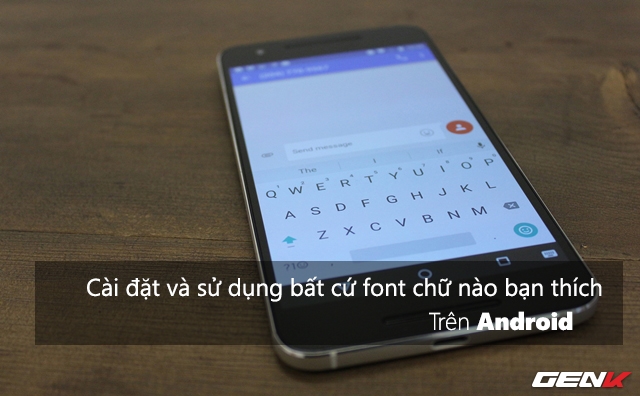 Send message
The I if
Q W E R T Y U I O P
A S D F G H J K L
Z X C V B N M
?1☺ , .
Cài đặt và sử dụng bất cứ font chữ nào bạn thích
Trên Android
GENK